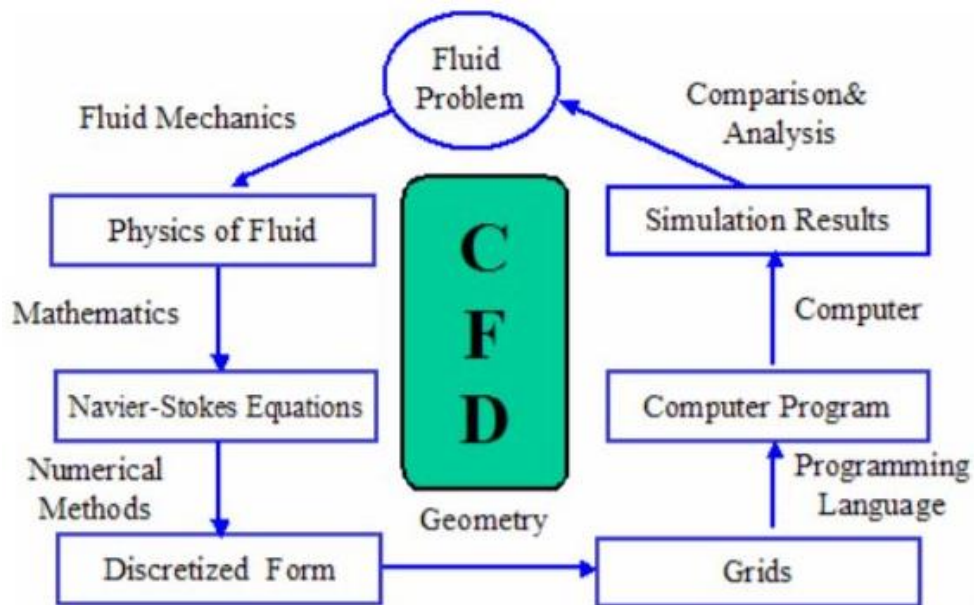 Fluid
Problem
Fluid Mechanics
Comparison&
Analysis
Physics of Fluid
C
F
D
Simulation Results
Mathematics
Computer
Navier-Stokes Equations
Computer Program
Numerical
Methods
Programming
Language
Geometry
Discretized Form
Grids